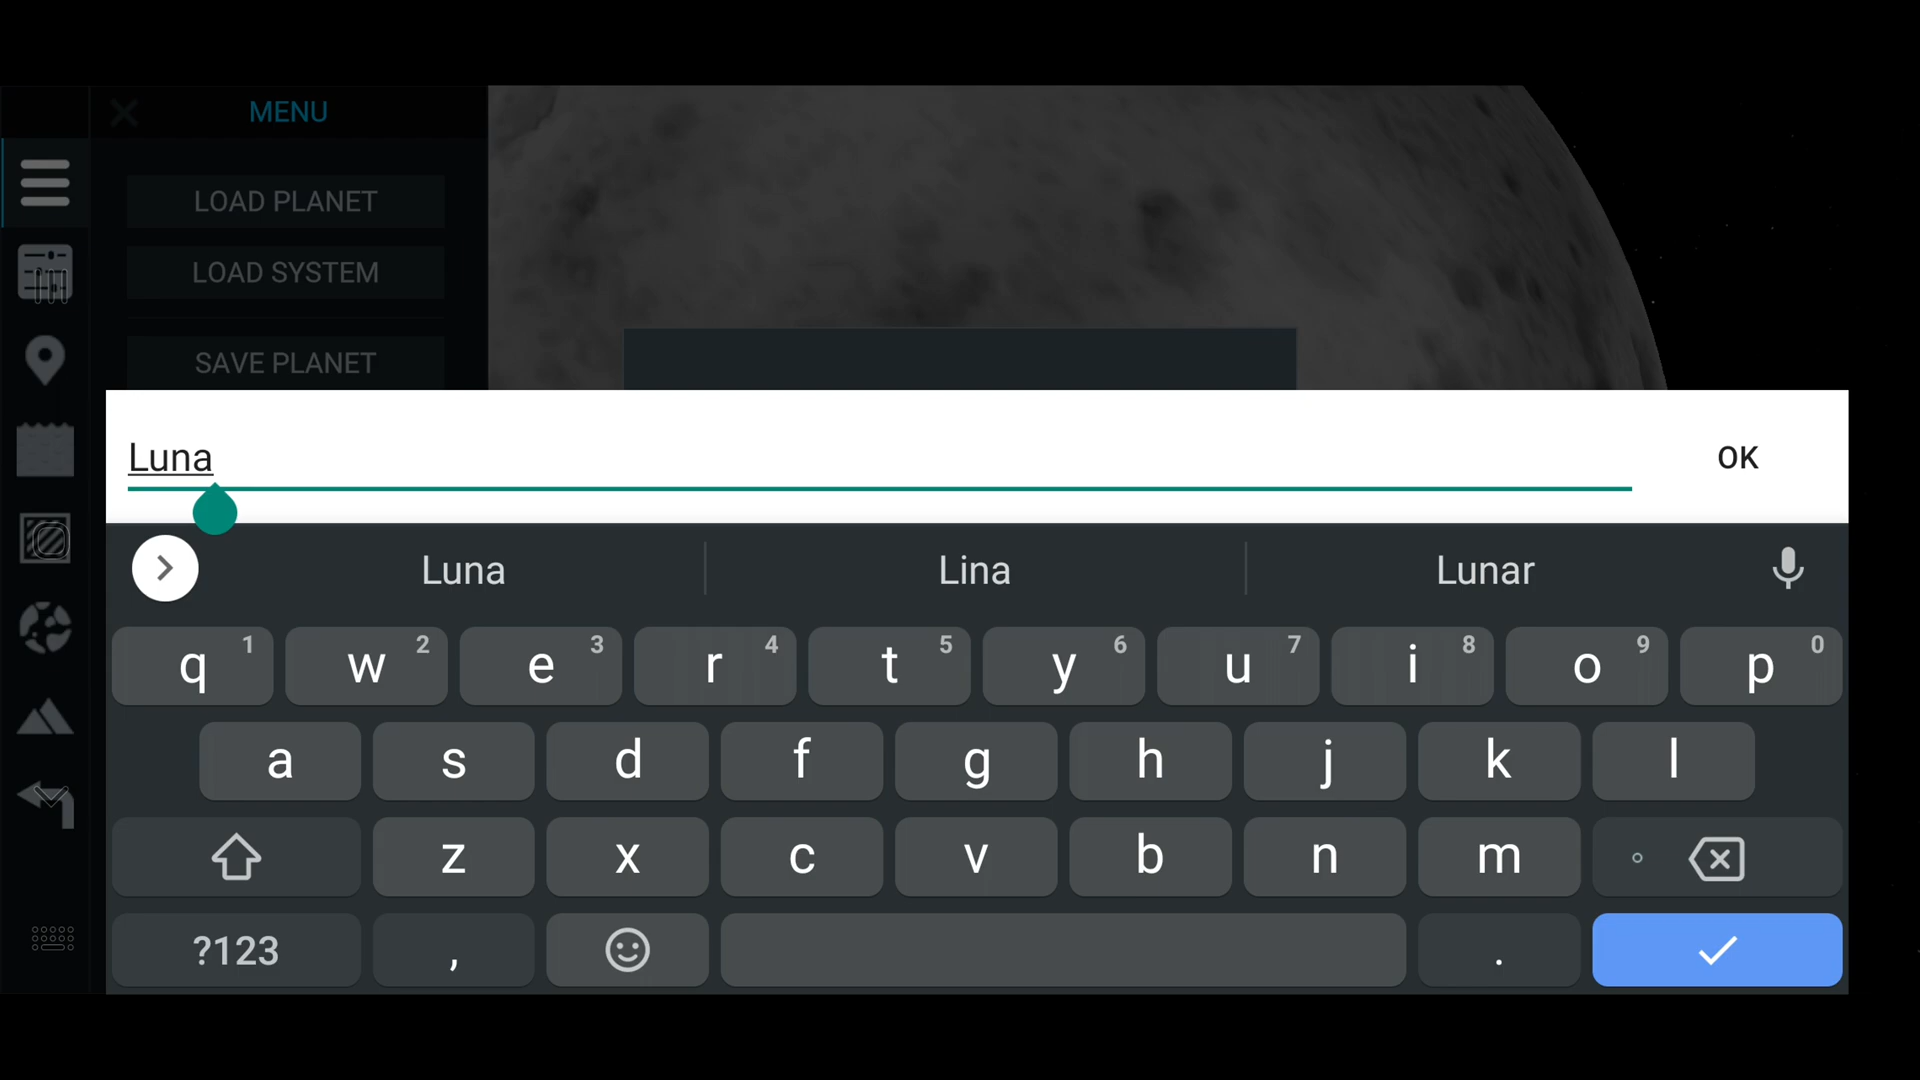 MENU
LOAD PLANET
LOAD SYSTEM
SAVE PLANET
Luna
OK
Luna Lina Lunar
q 1 w 2 e 3 r 4 t 5 y 6 u 7 i 8 o 9 p 0
a s d f g h j k l
z x c v b n m
?123 , .